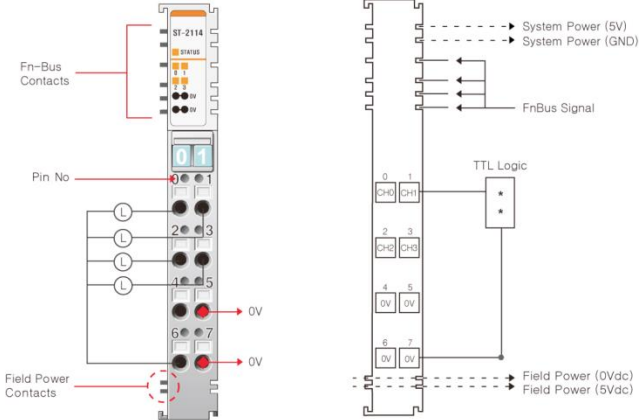 ST-2114
STATUS
0 1
2 3
0V
0V
Fn-Bus
Contacts
01
Pin No
0 1
L
2 3
L
L
4 5
L
0V
6 7
0V
Field Power
Contacts
System Power (5V)
System Power (GND)
FnBus Signal
TTL Logic
0 1
CH0 CH1
*
*
2 3
CH2 CH3
4 5
0V 0V
6 7
0V 0V
Field Power (0Vdc)
Field Power (5Vdc)